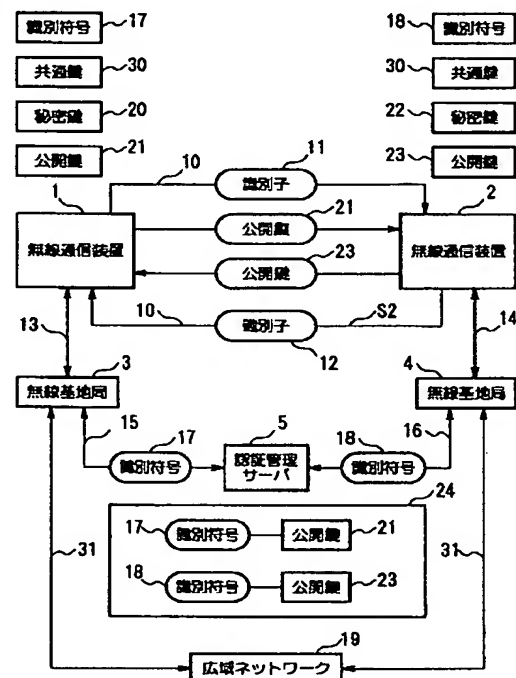 識別符号 17
識別符号 18
共通鍵 30
共通鍵 30
秘密鍵 20
秘密鍵 22
公開鍵 21
公開鍵 23
1
10
11
識別子
2
無線通信装置
公開鍵 21
公開鍵 23
無線通信装置
13
10
識別子
12
S2
14
3
無線基地局
4
無線基地局
15
17
識別符号
5
認証管理
サーバ
18
識別符号
16
24
17 識別符号
公開鍵 21
18 識別符号
公開鍵 23
31
31
19
広域ネットワーク